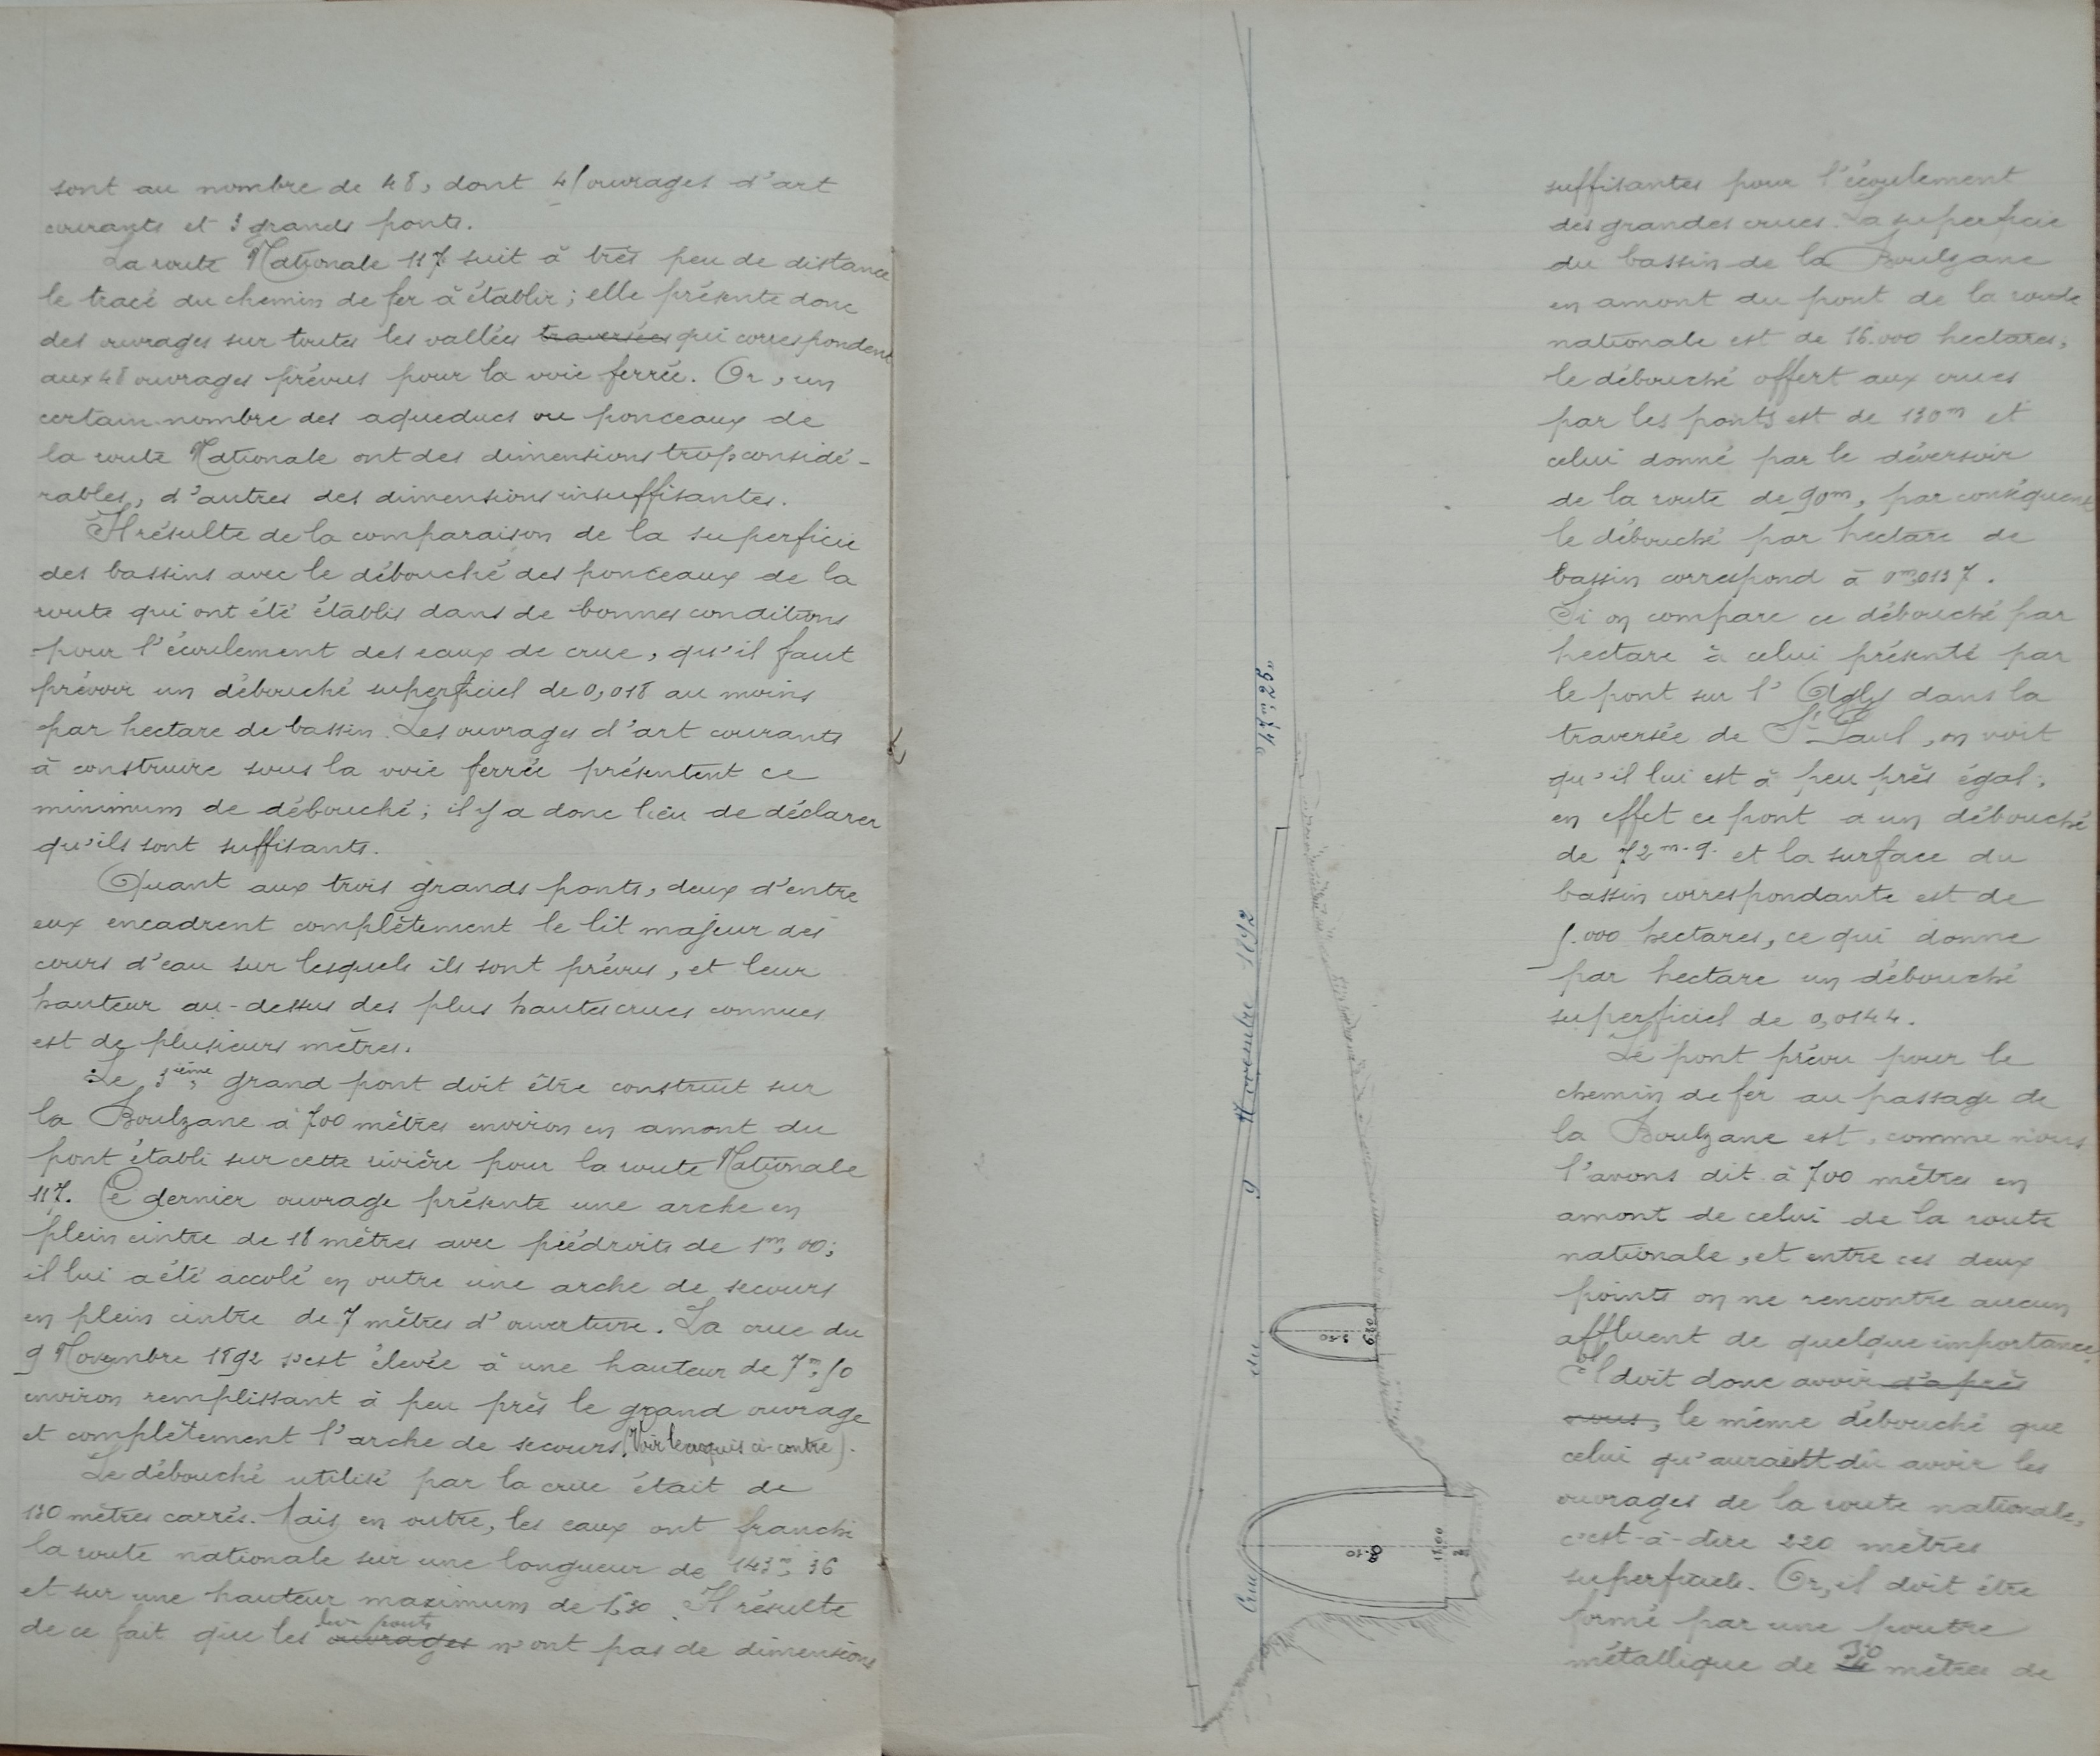 sont au nombre de 48, dont 45 ouvrages d'art
courants et 3 grands ponts.
La route Nationale 117 suit à très peu de distance
le tracé du chemin de fer à établir ; elle présente donc
des ouvrages sur toutes les vallées traversées qui correspondent
aux 48 ouvrages prévus pour la voie ferrée. Or, un
certain nombre des aqueducs ou ponceaux de
la route Nationale ont des dimensions trop considé-
rables, d'autres des dimensions insuffisantes.
Il résulte de la comparaison de la superficie
des bassins avec le débouché des ponceaux de la
route qui ont été établis dans de bonnes conditions
pour l'écoulement des eaux de crue, qu'il faut
prévoir un débouché superficiel de 0,018 au moins
par hectare de bassin. Les ouvrages d'art courants
à construire sous la voie ferrée présentent ce
minimum de débouché ; il y a donc lieu de déclarer
qu'ils sont suffisants.
Quant aux trois grands ponts, deux d'entre
eux encadrent complètement le lit majeur des
cours d'eau sur lesquels ils sont prévus, et leur
hauteur au-dessus des plus hautes crues connues
est de plusieurs mètres.
Le 3ième grand pont doit être construit sur
la Boulzane à 700 mètres environ en amont du
pont établi sur cette rivière pour la route Nationale
117. Ce dernier ouvrage présente une arche en
plein cintre de 18 mètres avec piédroits de 1m,00 ;
il lui a été accolé en outre une arche de secours
en plein cintre de 7 mètres d'ouverture. La crue du
9 Novembre 1892 s'est élevée à une hauteur de 7m,50
environ remplissant à peu près le grand ouvrage
et complètement l'arche de secours (Voir le croquis ci-contre).
Le débouché utilisé par la crue était de
130 mètres carrés. Mais en outre, les eaux ont franchi
la route nationale sur une longueur de 143m,36
et sur une hauteur maximum de 1,30. Il résulte
de ce fait que les ouvrages deux ponts n'ont pas de dimensions
47m,25
Crue du 9 Novembre 1892
3.50
6.30
18.00
suffisantes pour l'écoulement
des grandes crues. La superficie
du bassin de la Boulzane
en amont du pont de la route
nationale est de 16.000 hectares,
le débouché offert aux crues
par les ponts est de 130m et
celui donné par le déversoir
de la route de 90m, par conséquent
le débouché par hectare de
bassin correspond à 0m,0137.
Si on compare ce débouché par
hectare à celui présenté par
le pont sur l'Agly dans la
traversée de St Paul, on voit
qu'il lui est à peu près égal ;
en effet ce pont a un débouché
de 72 m.q. et la surface du
bassin correspondante est de
5.000 hectares, ce qui donne
par hectare un débouché
superficiel de 0,0144.
Le pont prévu pour le
chemin de fer au passage de
la Boulzane est, comme nous
l'avons dit à 700 mètres en
amont de celui de la route
nationale, et entre ces deux
points on ne rencontre aucun
affluent de quelque importance.
Il doit donc avoir d'après
nous, le même débouché que
celui qu'auraient dû avoir les
ouvrages de la route nationale,
c'est-à-dire 220 mètres
superficiels. Or, il doit être
formé par une poutre
métallique de 30 mètres de